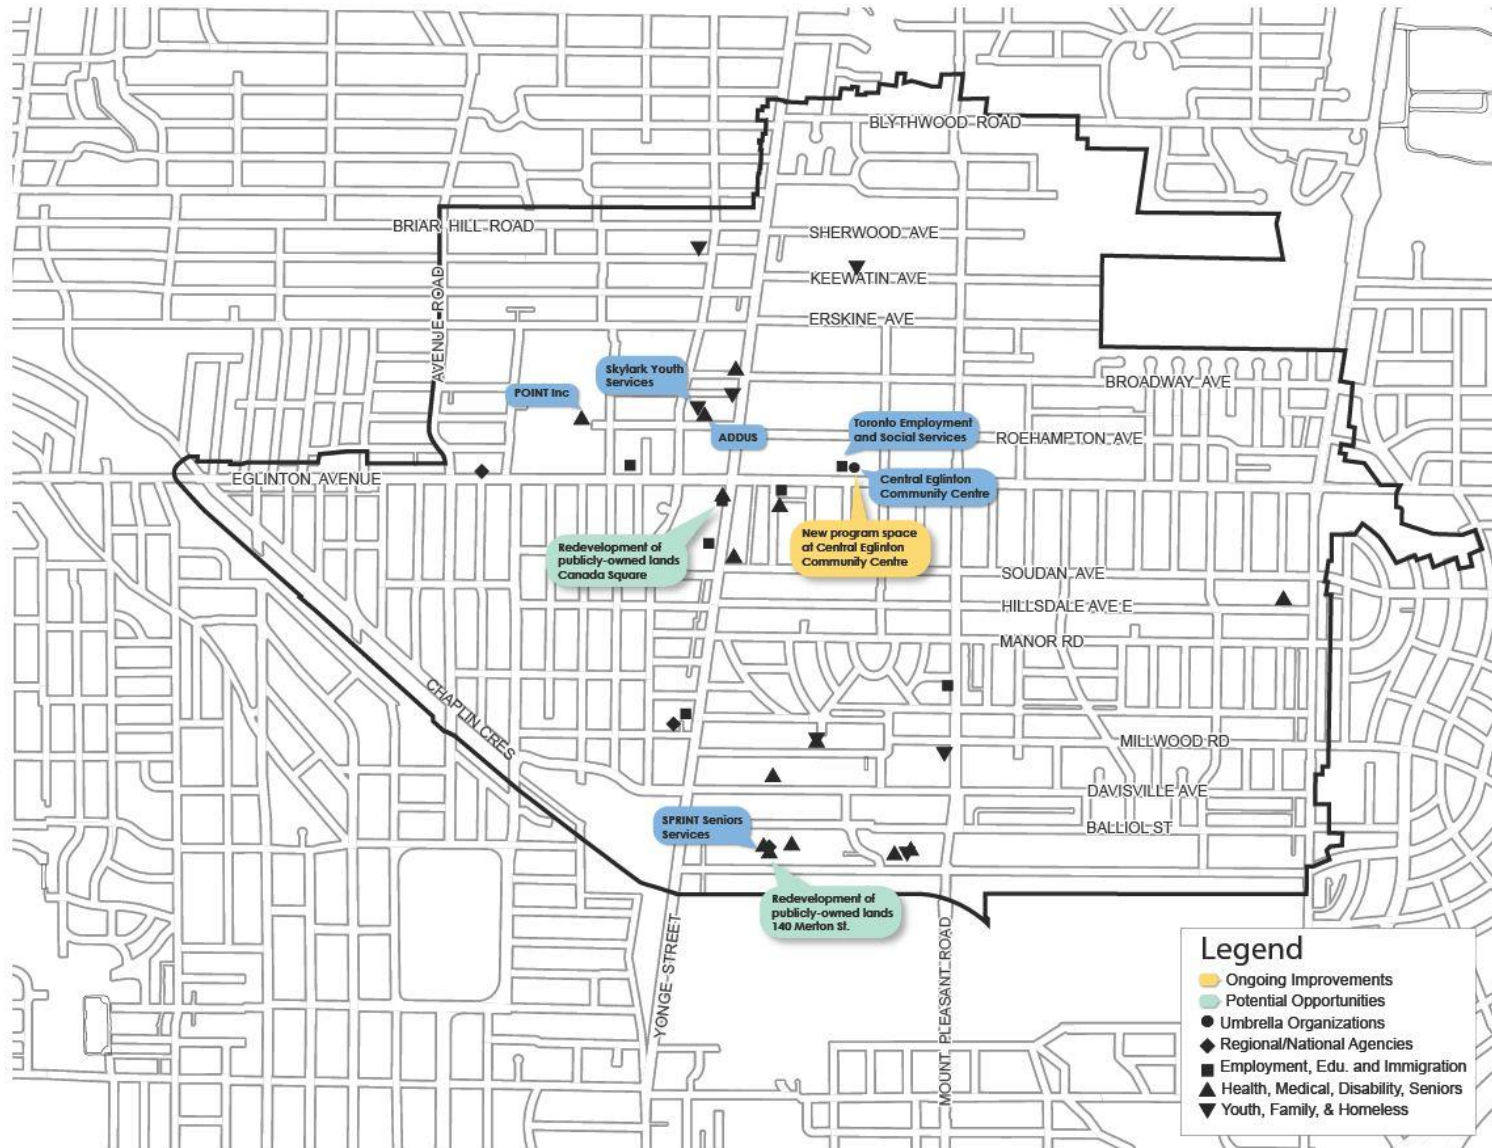 BLYTHWOOD ROAD
BRIAR HILL ROAD
SHERWOOD AVE
KEEWATIN AVE
AVENUE ROAD
ERSKINE AVE
Skylark Youth
Services
BROADWAY AVE
POINT Inc
ADDUS
Toronto Employment
and Social Services
ROEHAMPTON AVE
EGLINTON AVENUE
Central Eglinton
Community Centre
New program space
at Central Eglinton
Community Centre
Redevelopment of
publicly-owned lands
Canada Square
SOUDAN AVE
HILLSDALE AVE E
MANOR RD
CHAPLIN CRES
MILLWOOD RD
DAVISVILLE AVE
SPRINT Seniors
Services
BALLIOL ST
Redevelopment of
publicly-owned lands
140 Merton St.
YONGE STREET
MOUNT PLEASANT ROAD
Legend
Ongoing Improvements
Potential Opportunities
Umbrella Organizations
Regional/National Agencies
Employment, Edu. and Immigration
Health, Medical, Disability, Seniors
Youth, Family, & Homeless